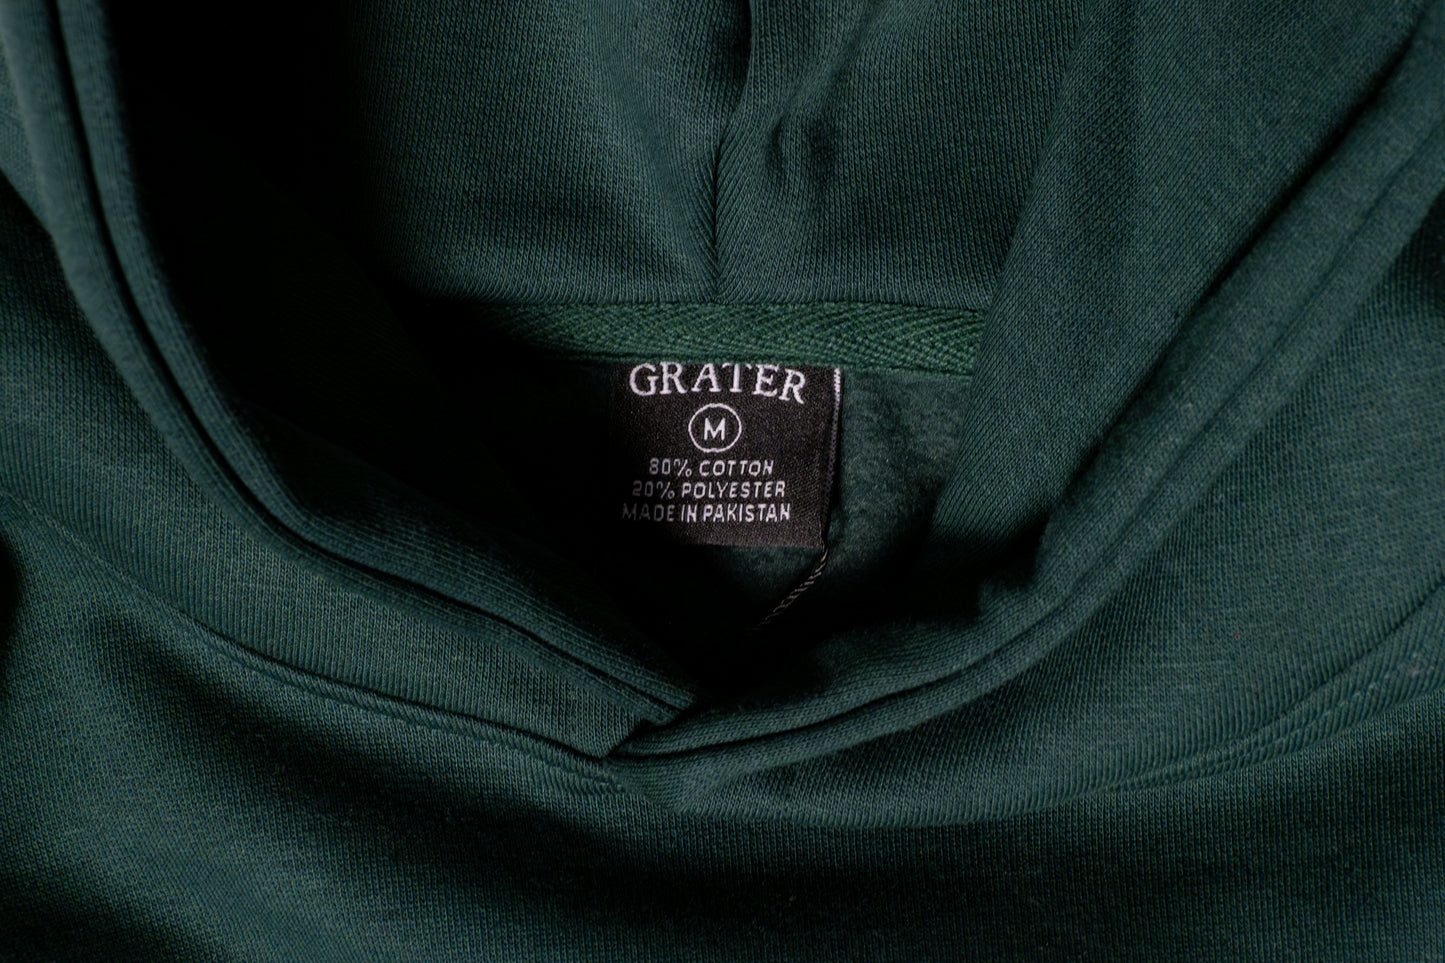 GRATER
M
80% COTTON
20% POLYESTER
MADE IN PAKISTAN